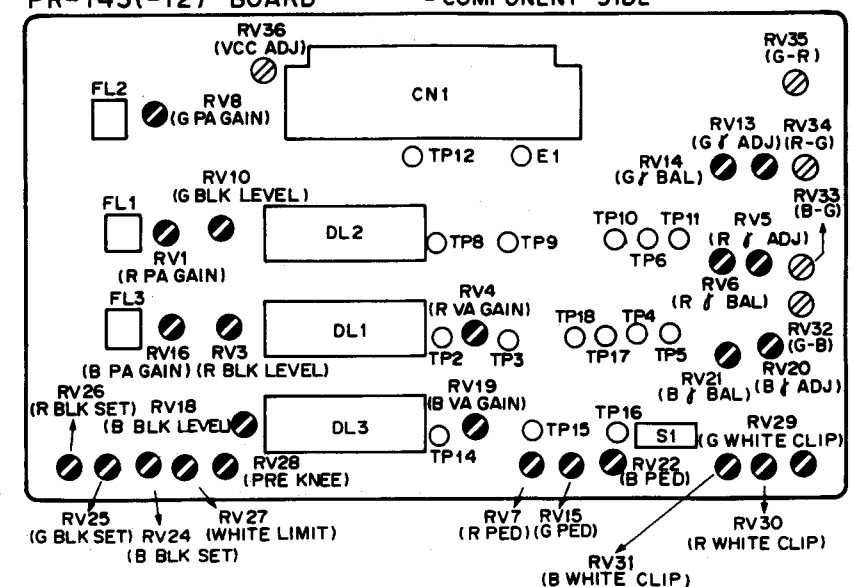 PR-145(-12) BOARD - COMPONENT SIDE
RV36
(VCC ADJ)
RV35
(G-R)
FL2
RV8
(G PA GAIN)
CN1
RV13 RV34
(G γ ADJ) (R-G)
TP12 E1
RV14
(G γ BAL)
RV10
(G BLK LEVEL)
RV33
(B-G)
FL1
DL2
TP8 TP9
TP10 TP11
TP6
RV5
(R γ ADJ)
RV1
(R PA GAIN)
RV6
(R γ BAL)
FL3
RV4
(R VA GAIN)
DL1
TP18 TP4
TP2 TP3
TP17 TP5
RV32
(G-B)
RV16 RV3
(B PA GAIN) (R BLK LEVEL)
RV20
(B γ ADJ)
RV21
(B γ BAL)
RV26
(R BLK SET)
RV18
(B BLK LEVEL)
RV19
(B VA GAIN)
DL3
TP14
TP15
TP16
S1
RV29
(G WHITE CLIP)
RV28
(PRE KNEE)
RV22
(B PED)
RV25
(G BLK SET)
RV24
(B BLK SET)
RV27
(WHITE LIMIT)
RV7 RV15
(R PED) (G PED)
RV30
(R WHITE CLIP)
RV31
(B WHITE CLIP)